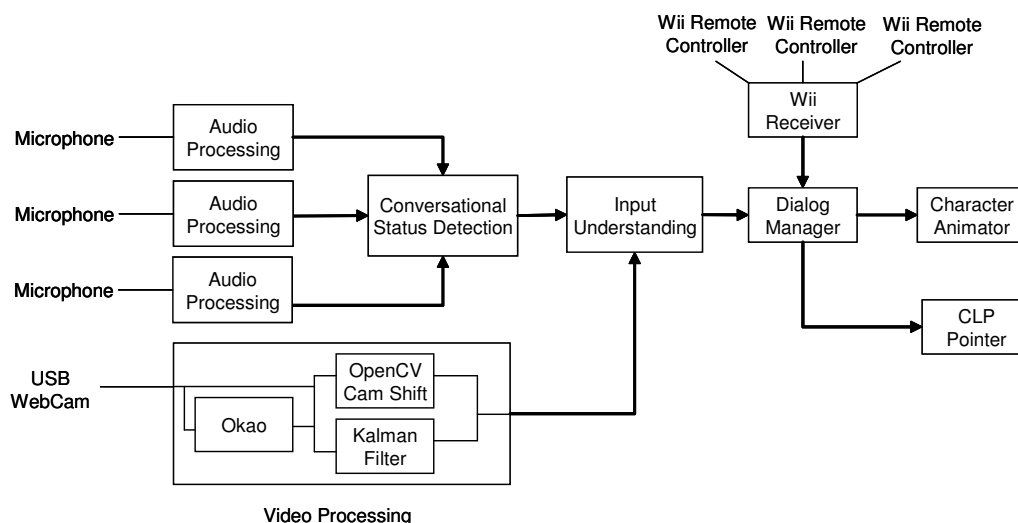 Wii Remote
Controller
Wii Remote
Controller
Wii Remote
Controller
Wii
Receiver
Microphone
Audio
Processing
Microphone
Audio
Processing
Microphone
Audio
Processing
Conversational
Status Detection
Input
Understanding
Dialog
Manager
Character
Animator
CLP
Pointer
USB
WebCam
Okao
OpenCV
Cam Shift
Kalman
Filter
Video Processing